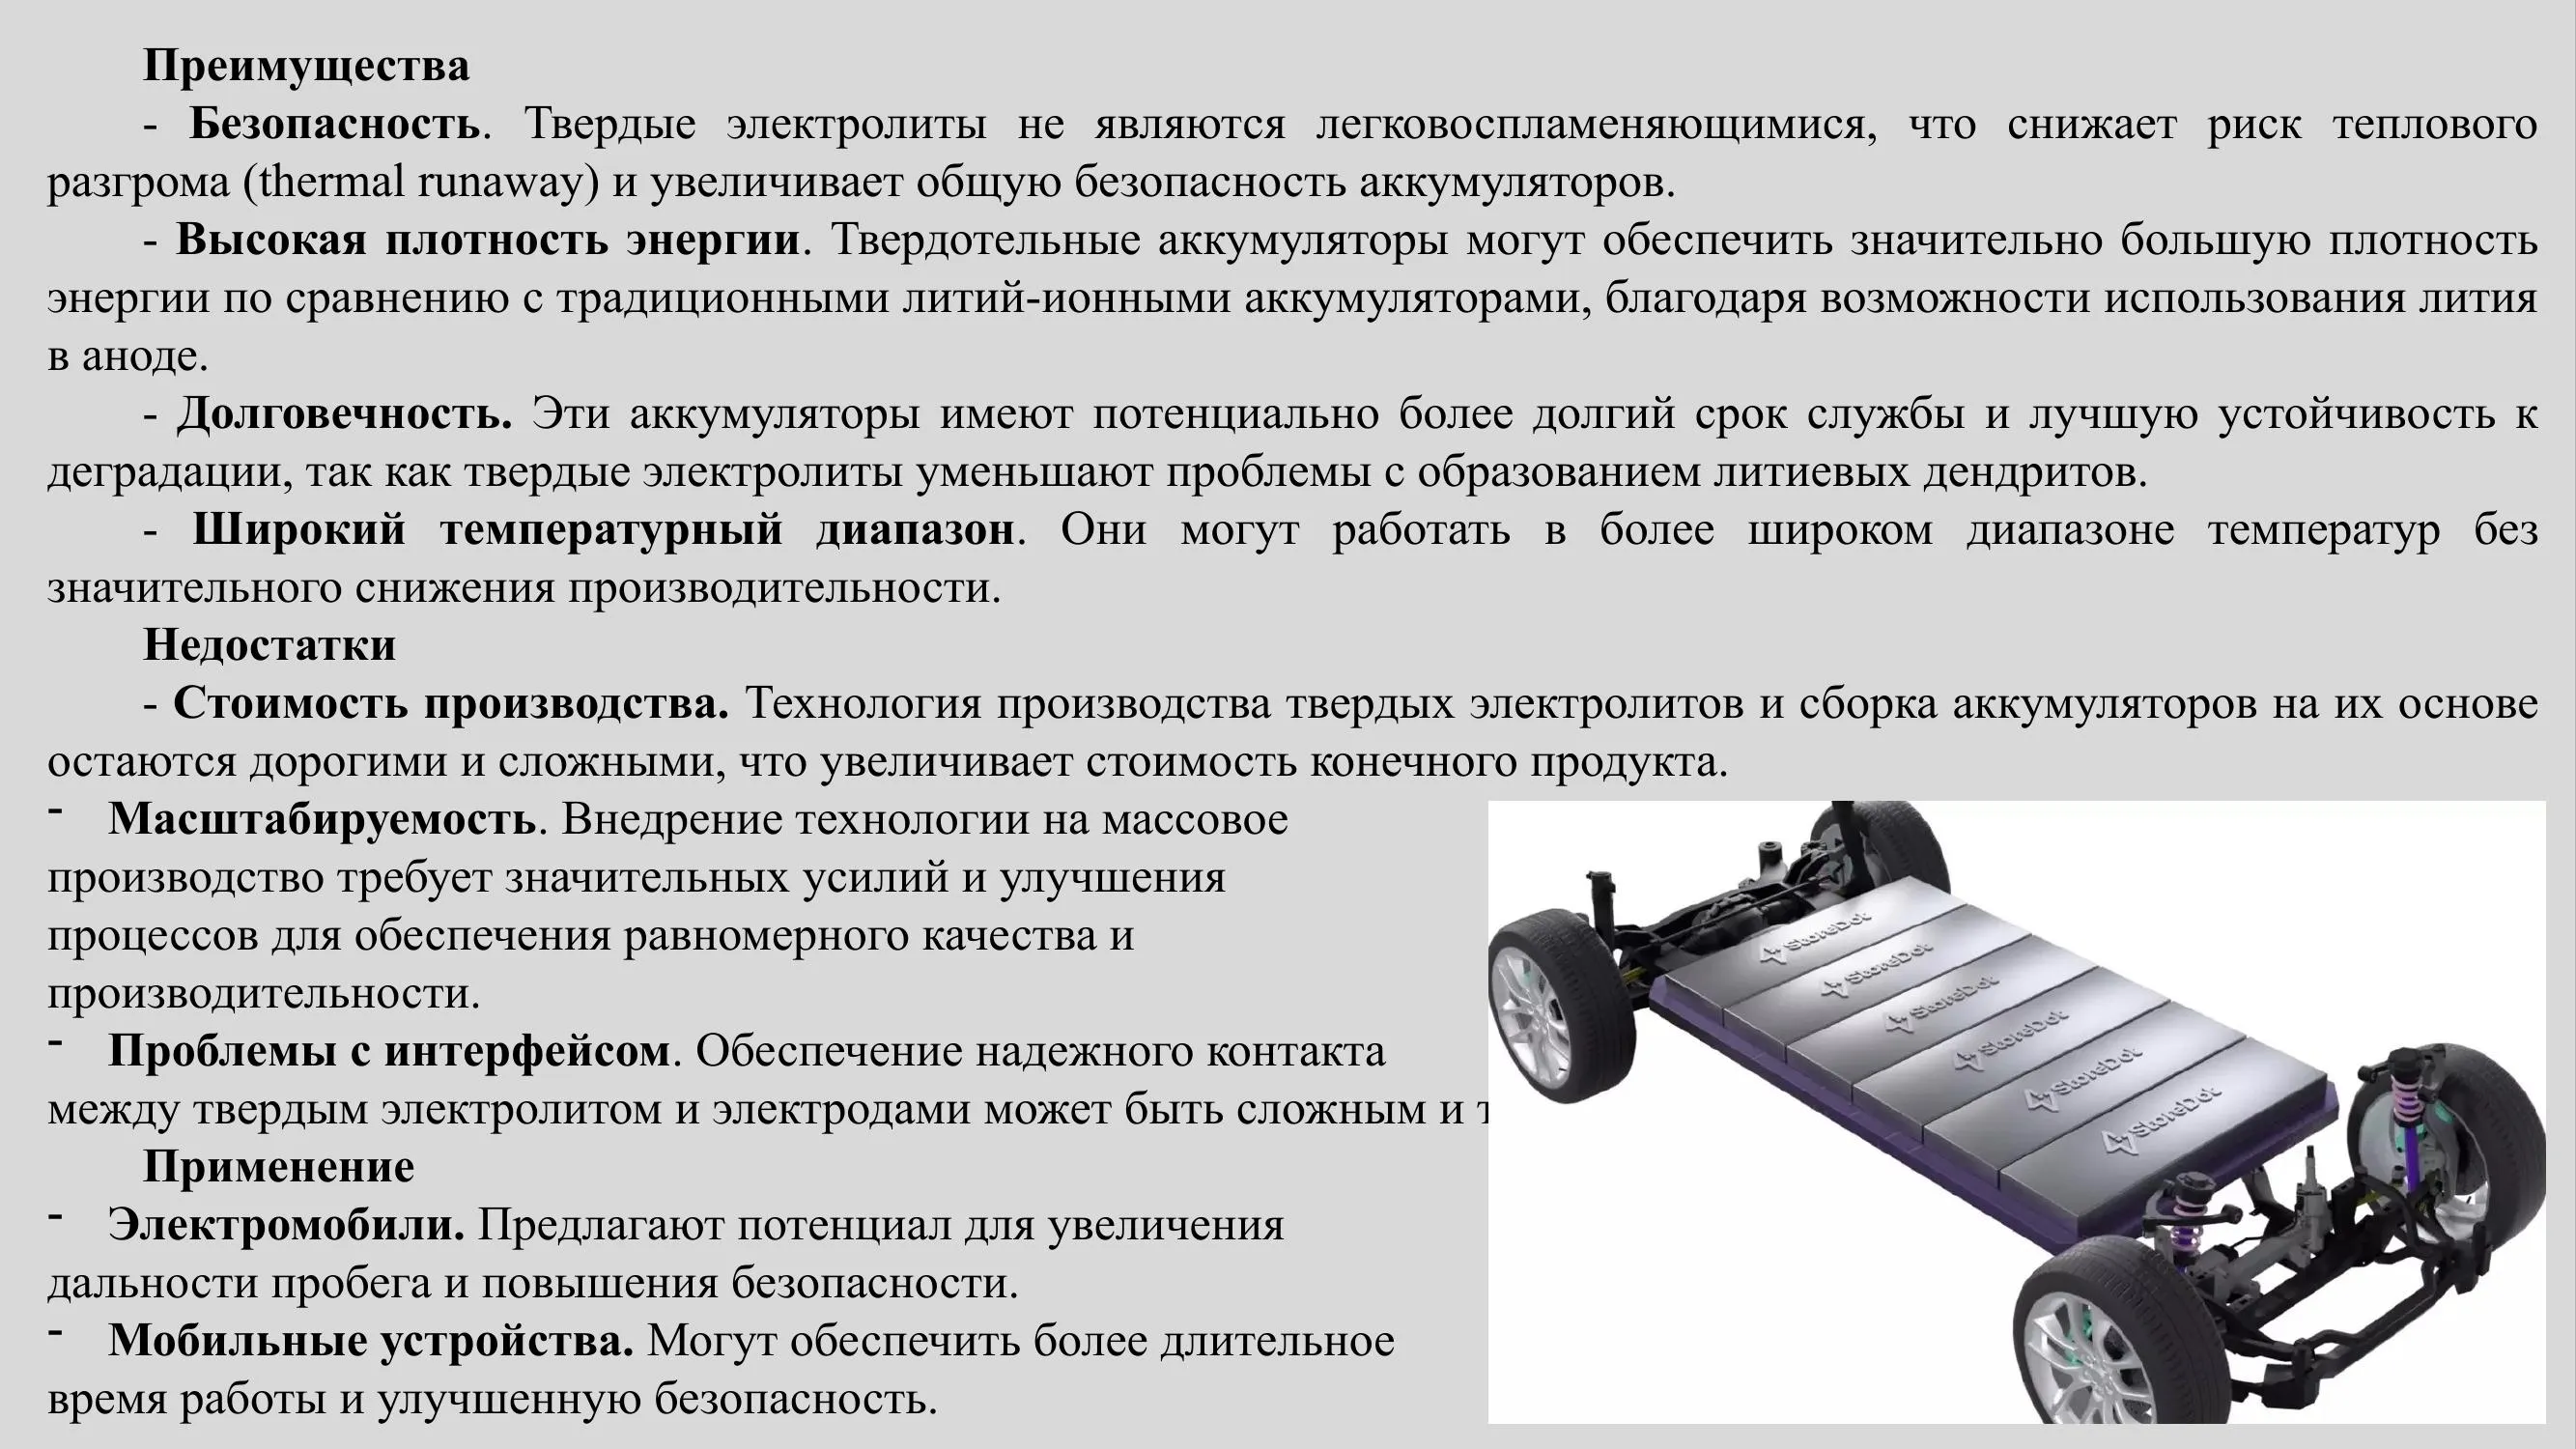 Преимущества
- Безопасность. Твердые электролиты не являются легковоспламеняющимися, что снижает риск теплового
разгрома (thermal runaway) и увеличивает общую безопасность аккумуляторов.
- Высокая плотность энергии. Твердотельные аккумуляторы могут обеспечить значительно большую плотность
энергии по сравнению с традиционными литий-ионными аккумуляторами, благодаря возможности использования лития
в аноде.
- Долговечность. Эти аккумуляторы имеют потенциально более долгий срок службы и лучшую устойчивость к
деградации, так как твердые электролиты уменьшают проблемы с образованием литиевых дендритов.
- Широкий температурный диапазон. Они могут работать в более широком диапазоне температур без
значительного снижения производительности.
Недостатки
- Стоимость производства. Технология производства твердых электролитов и сборка аккумуляторов на их основе
остаются дорогими и сложными, что увеличивает стоимость конечного продукта.
- Масштабируемость. Внедрение технологии на массовое
производство требует значительных усилий и улучшения
процессов для обеспечения равномерного качества и
производительности.
- Проблемы с интерфейсом. Обеспечение надежного контакта
между твердым электролитом и электродами может быть сложным и
Применение
- Электромобили. Предлагают потенциал для увеличения
дальности пробега и повышения безопасности.
- Мобильные устройства. Могут обеспечить более длительное
время работы и улучшенную безопасность.
StoreDot
StoreDot
StoreDot
StoreDot
StoreDot
StoreDot